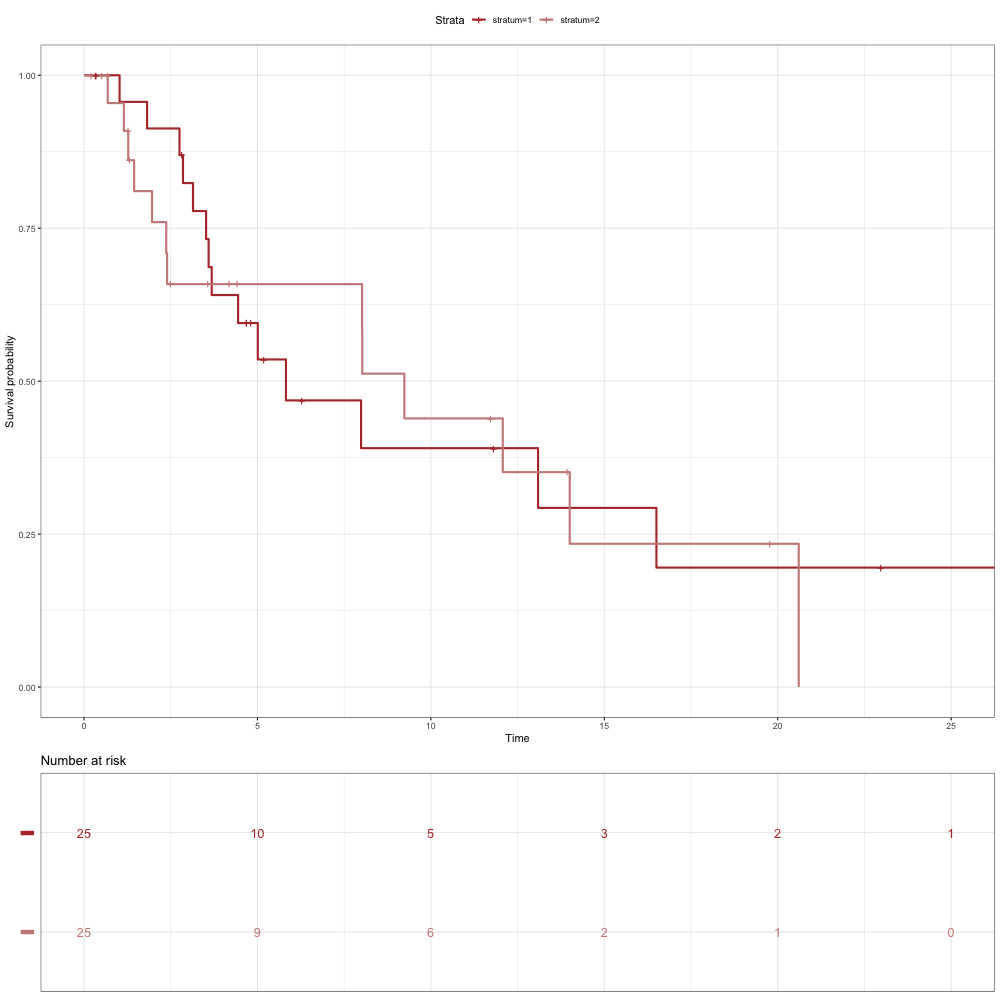 Strata stratum=1 stratum=2
1.00
0.75
0.50
0.25
0.00
Survival probability
0 5 10 15 20 25
Time
Number at risk
25 10 5 3 2 1
25 9 6 2 1 0